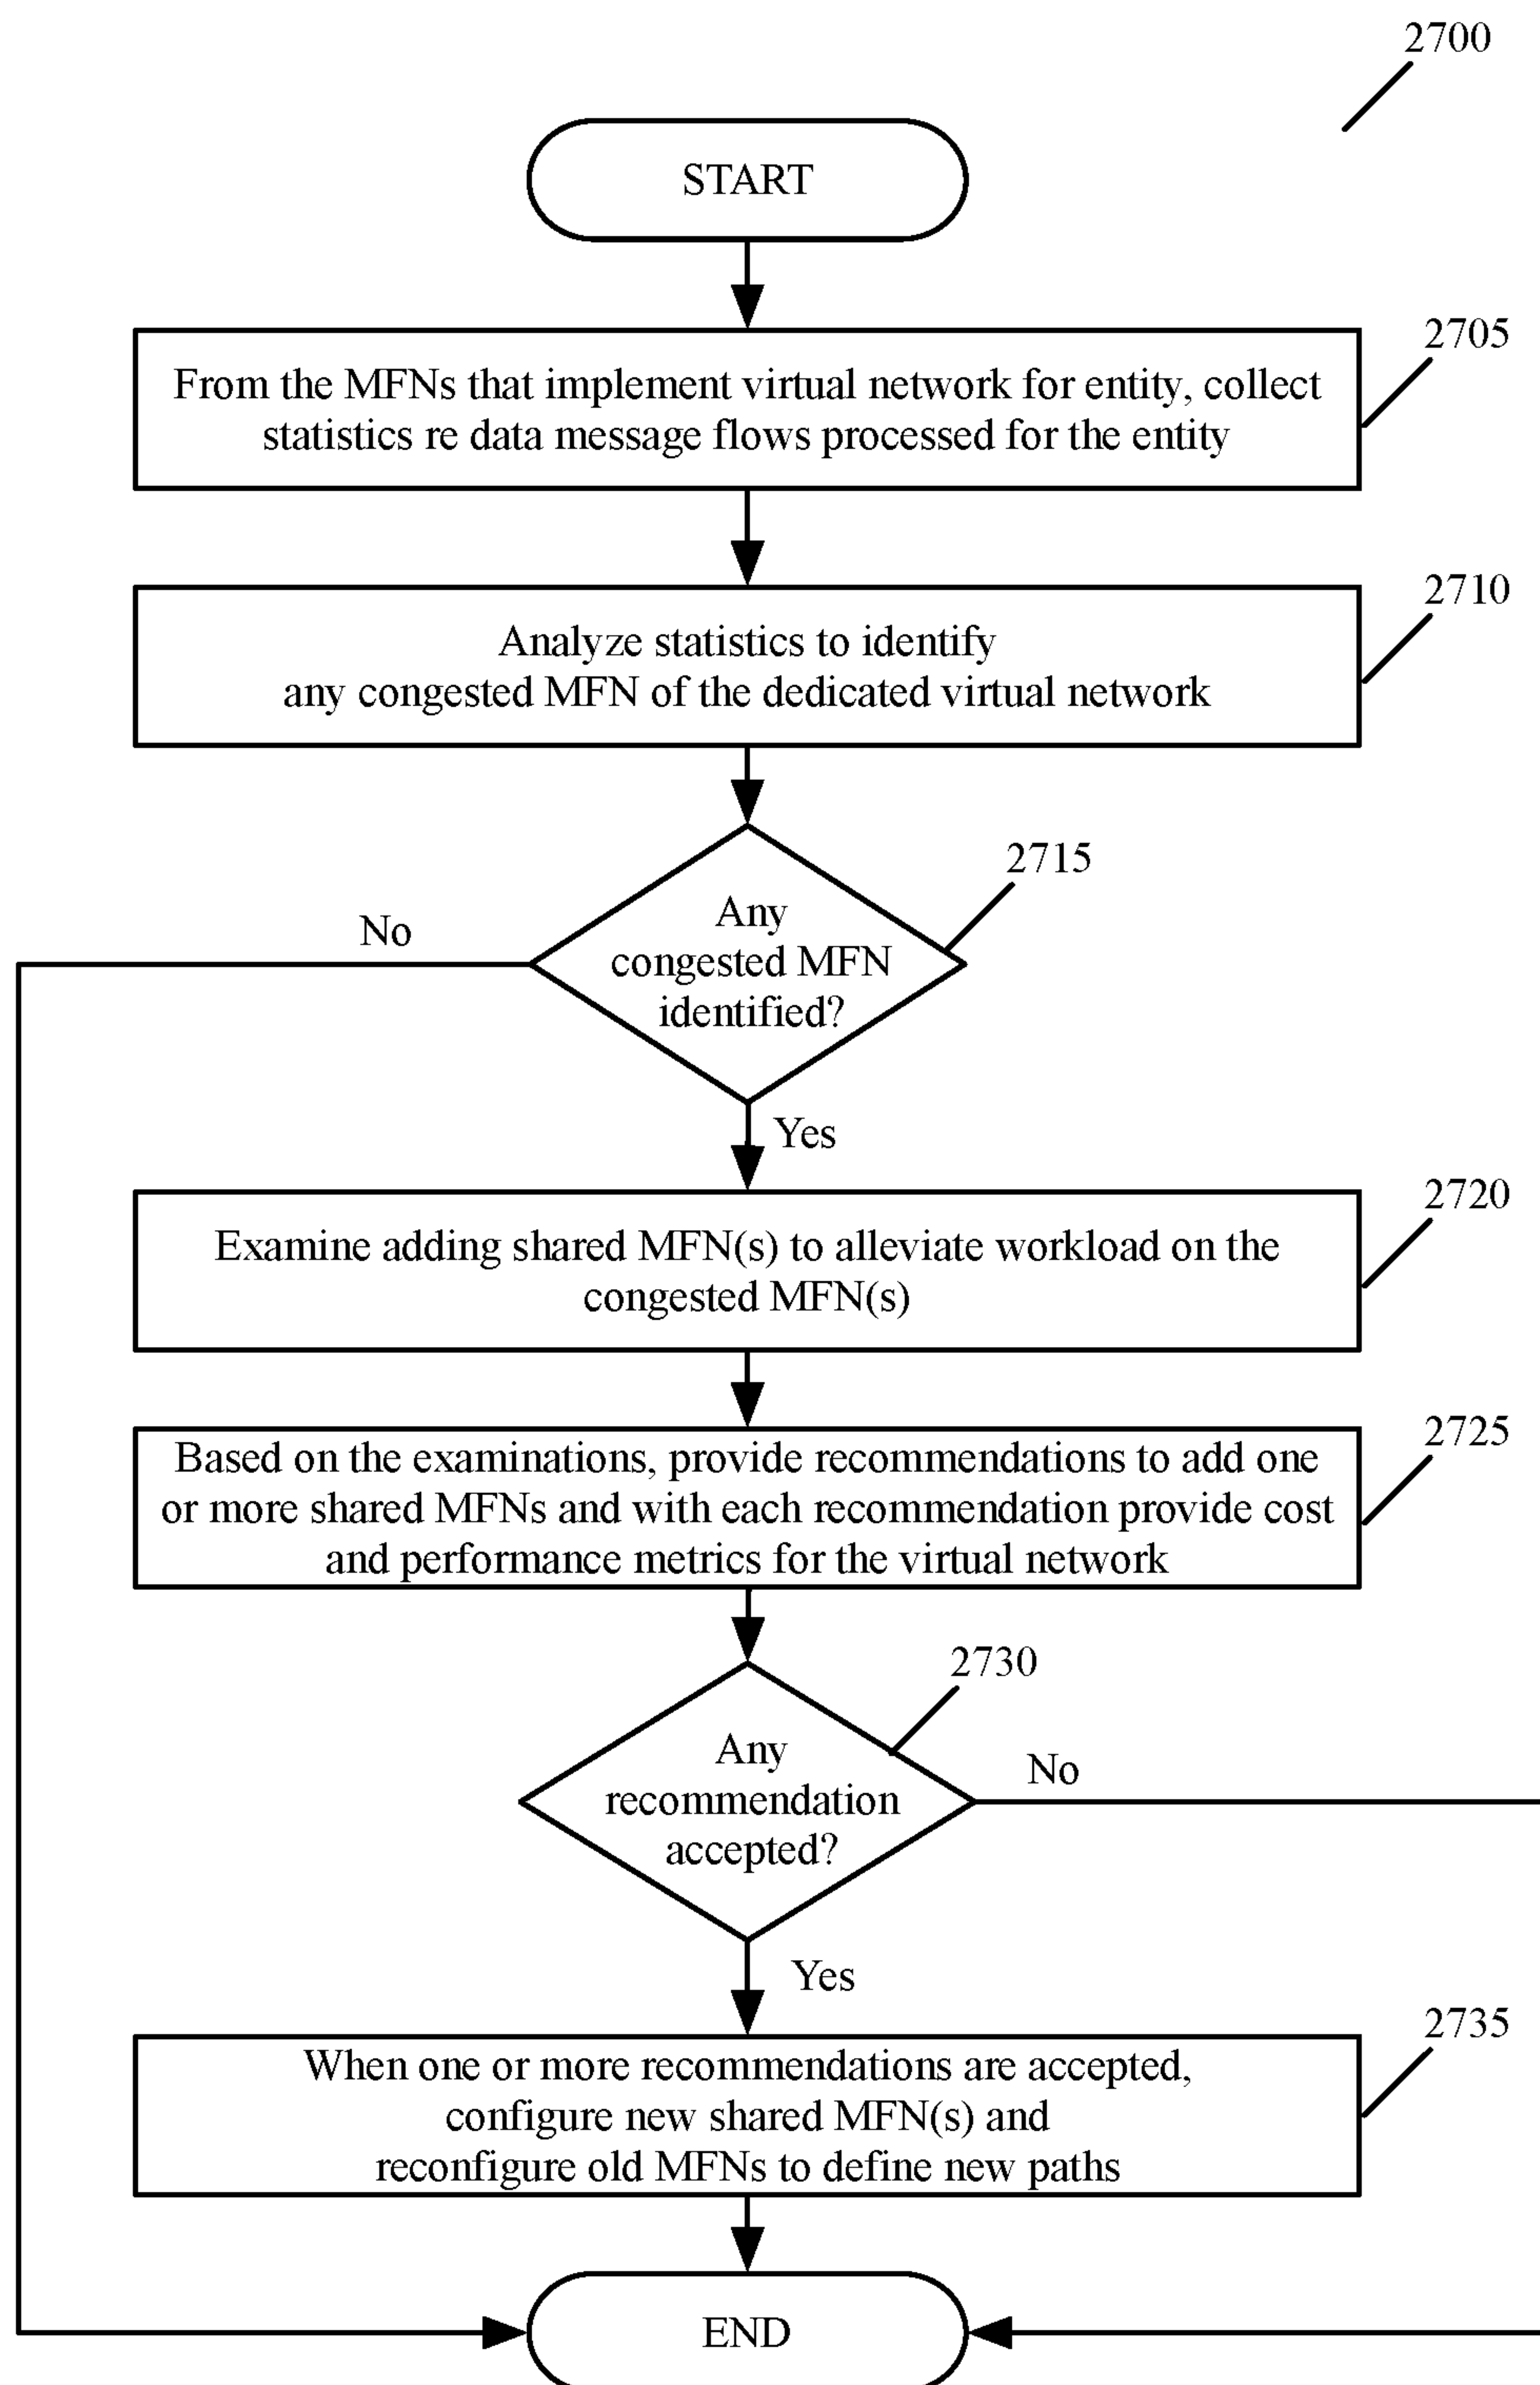 2700
START
2705
From the MFNs that implement virtual network for entity, collect
statistics re data message flows processed for the entity
2710
Analyze statistics to identify
any congested MFN of the dedicated virtual network
2715
Any
congested MFN
identified?
No
Yes
2720
Examine adding shared MFN(s) to alleviate workload on the
congested MFN(s)
2725
Based on the examinations, provide recommendations to add one
or more shared MFNs and with each recommendation provide cost
and performance metrics for the virtual network
2730
Any
recommendation
accepted?
No
Yes
2735
When one or more recommendations are accepted,
configure new shared MFN(s) and
reconfigure old MFNs to define new paths
END